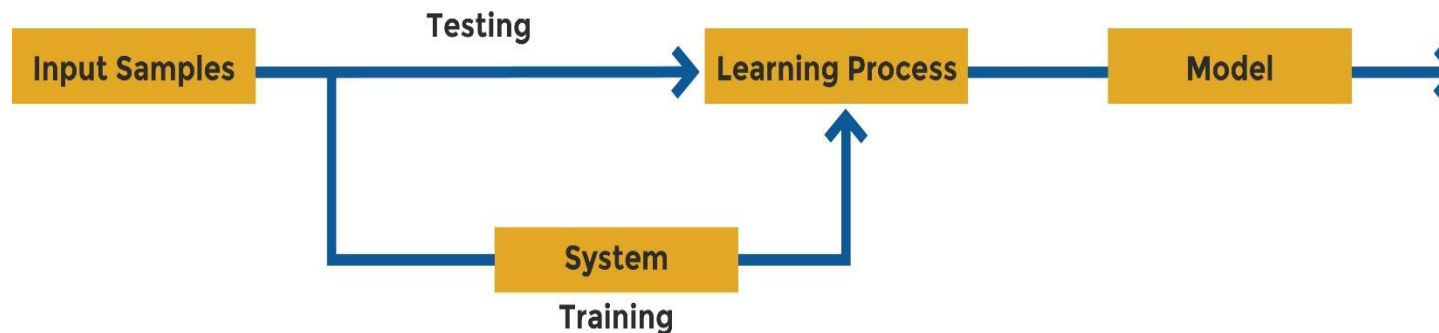 Testing
Input Samples
Learning Process
Model
System
Training